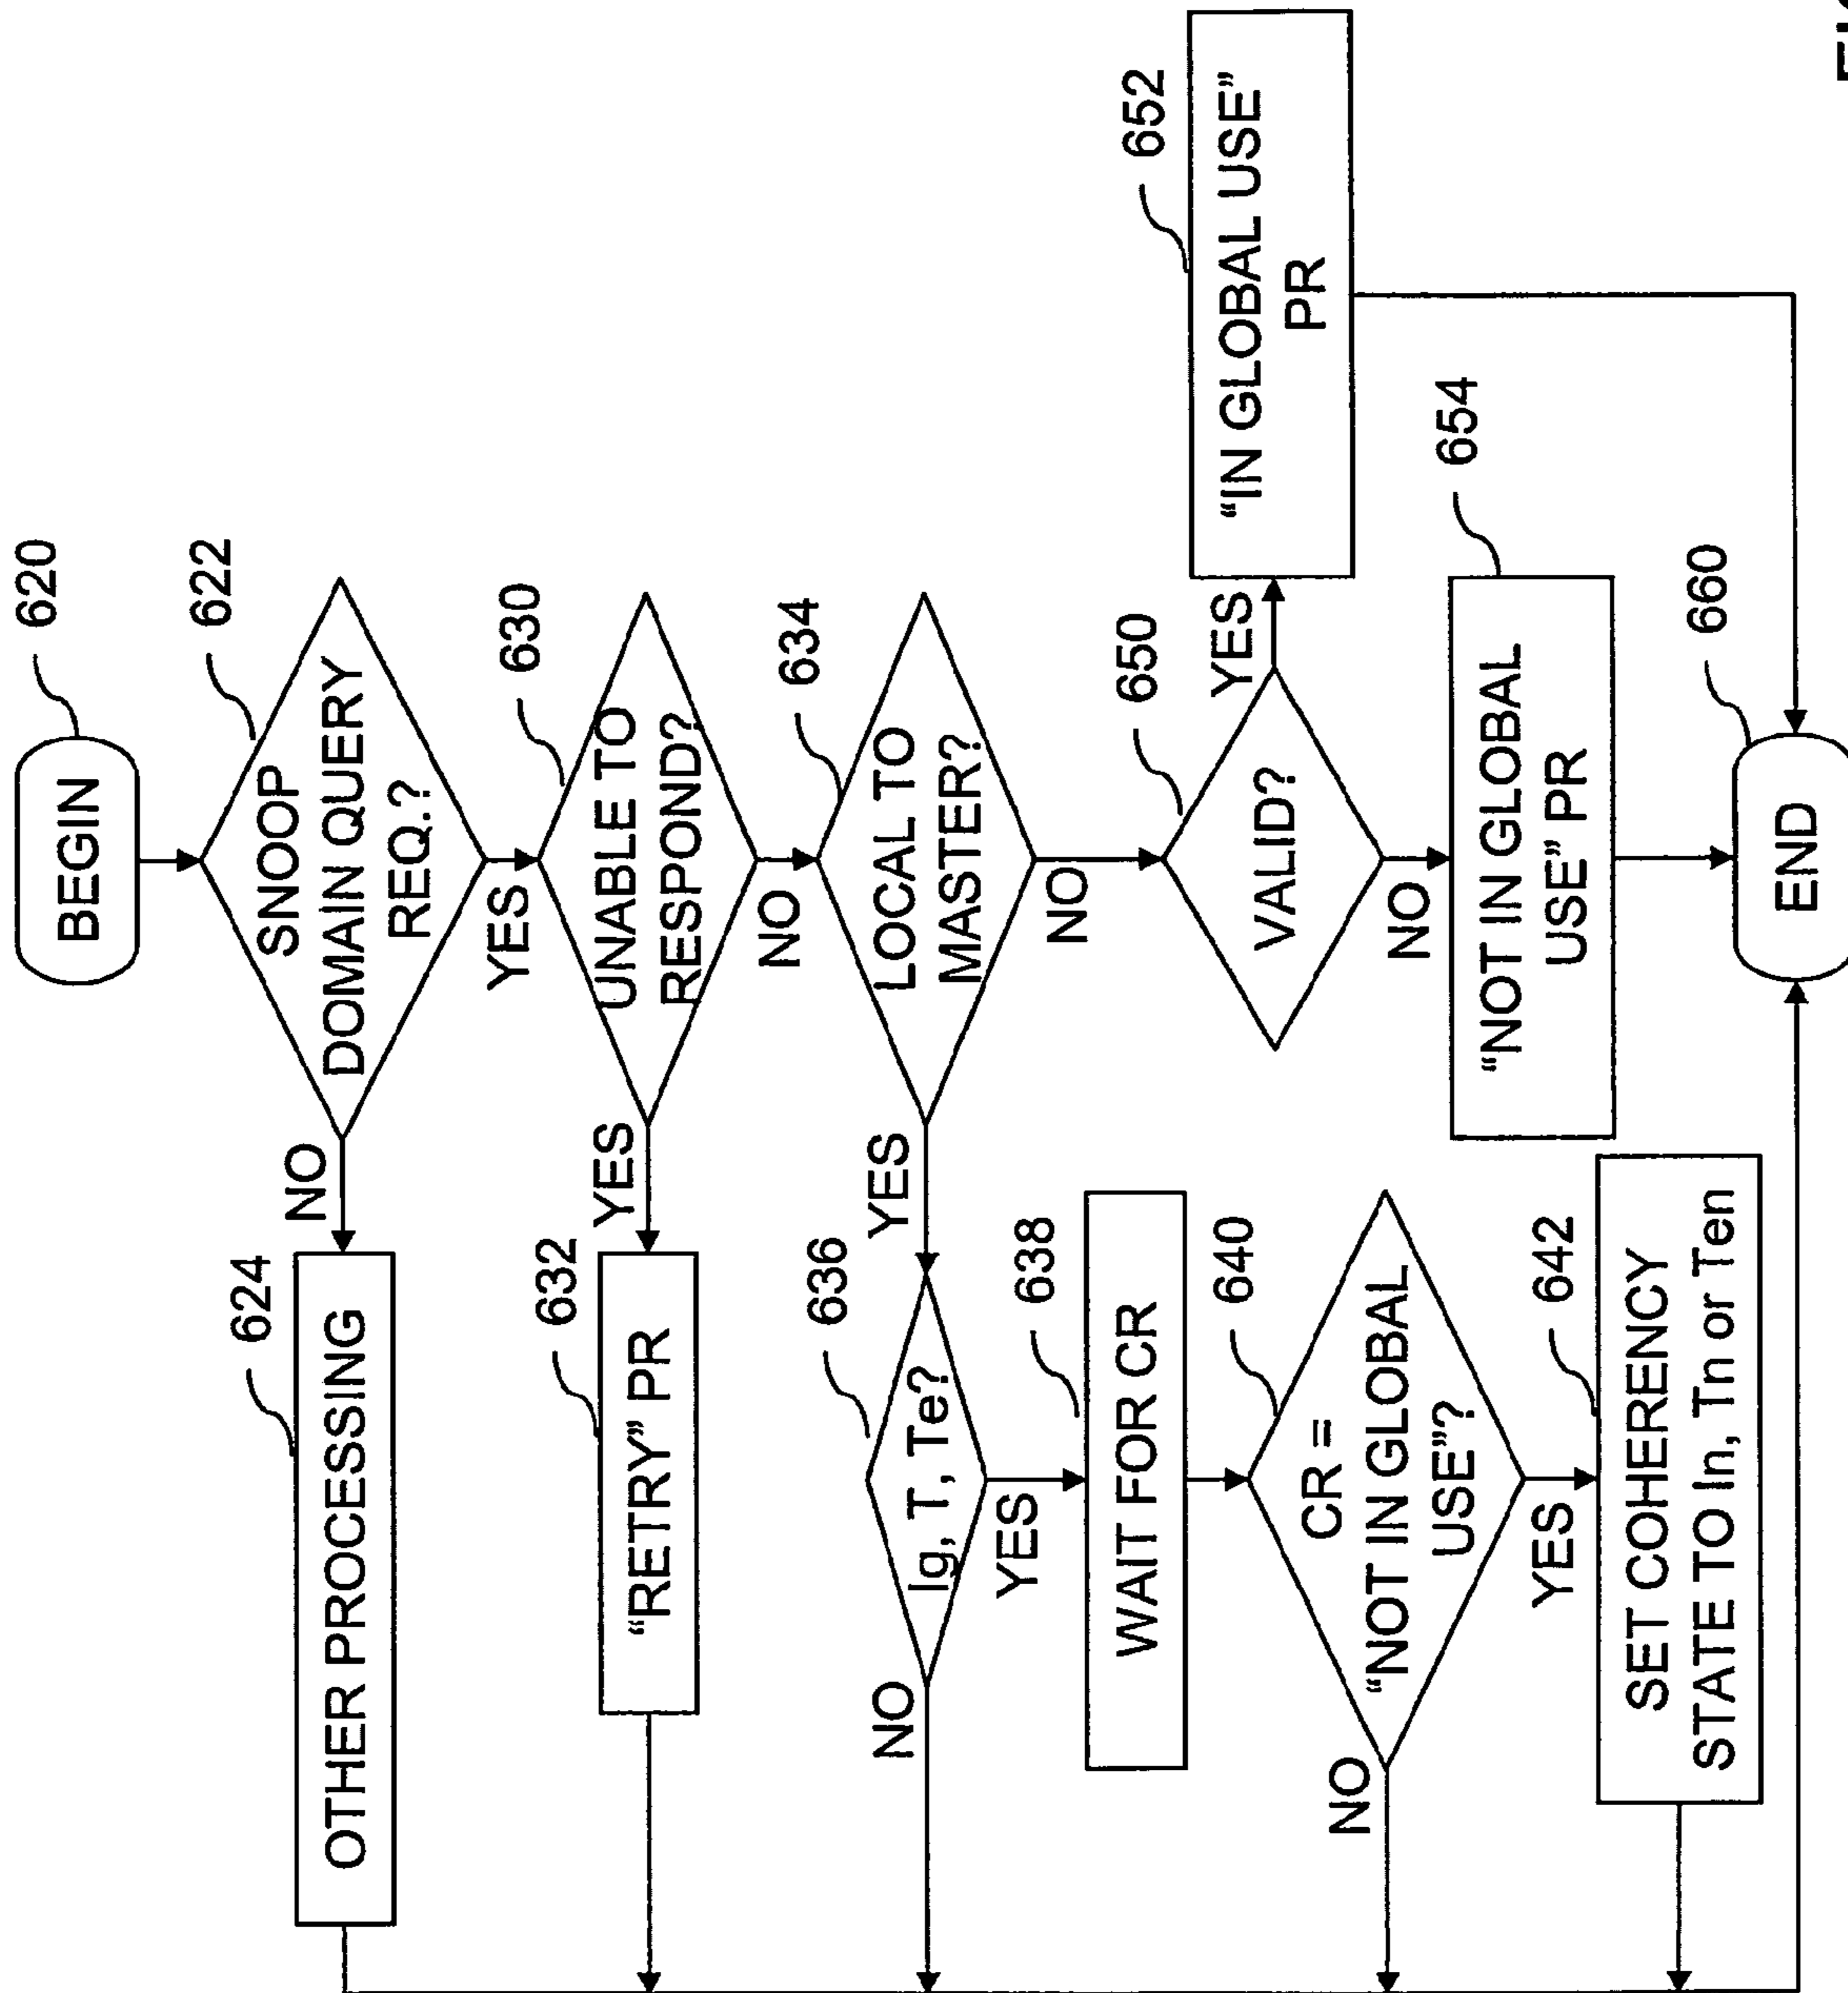 BEGIN
620
SNOOP
DOMAIN QUERY
REQ.?
622
NO
YES
OTHER PROCESSING
624
UNABLE TO
RESPOND?
630
YES
NO
"RETRY" PR
632
LOCAL TO
MASTER?
634
YES
NO
Ig, T, Te?
636
NO
YES
WAIT FOR CR
638
CR =
"NOT IN GLOBAL
USE"?
640
NO
YES
SET COHERENCY
STATE TO In, Tn or Ten
642
VALID?
650
YES
NO
"IN GLOBAL USE"
PR
652
"NOT IN GLOBAL
USE" PR
654
END
660